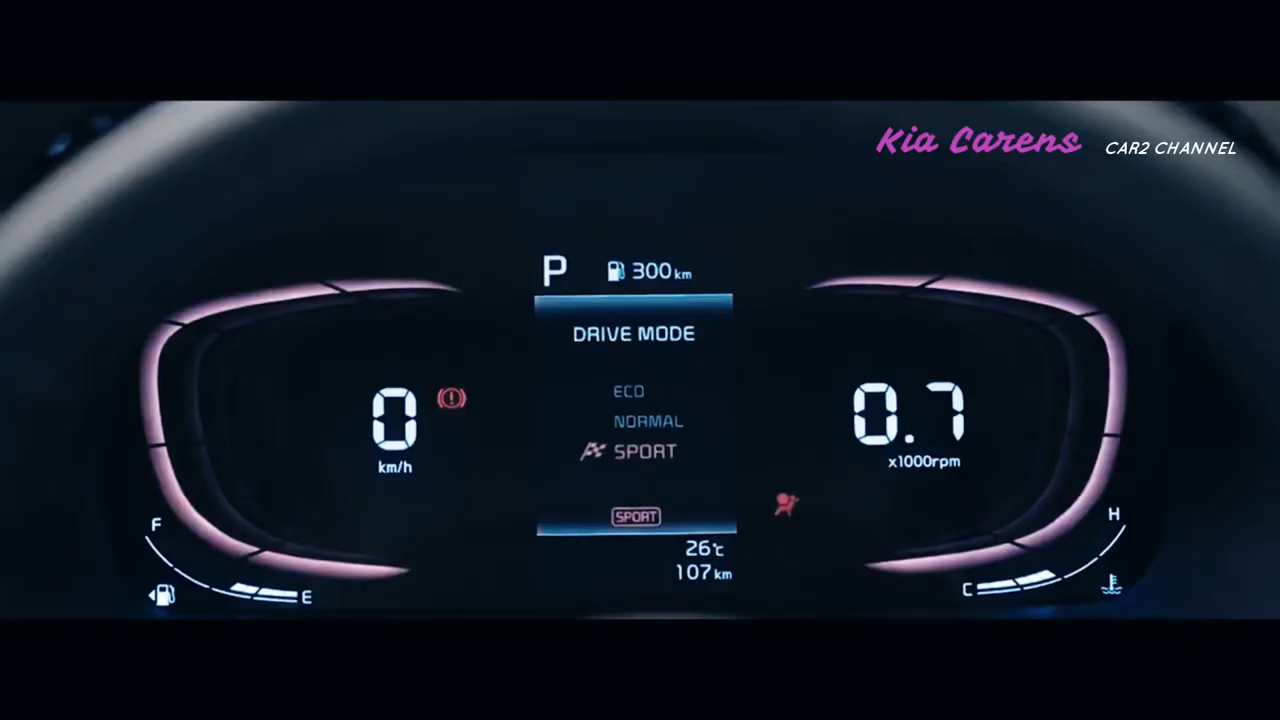 Kia Carens CAR2 CHANNEL
P 300 km
DRIVE MODE
ECO
NORMAL
SPORT
SPORT
0
km/h
0.7
x1000rpm
F
E
26°C
107 km
H
C